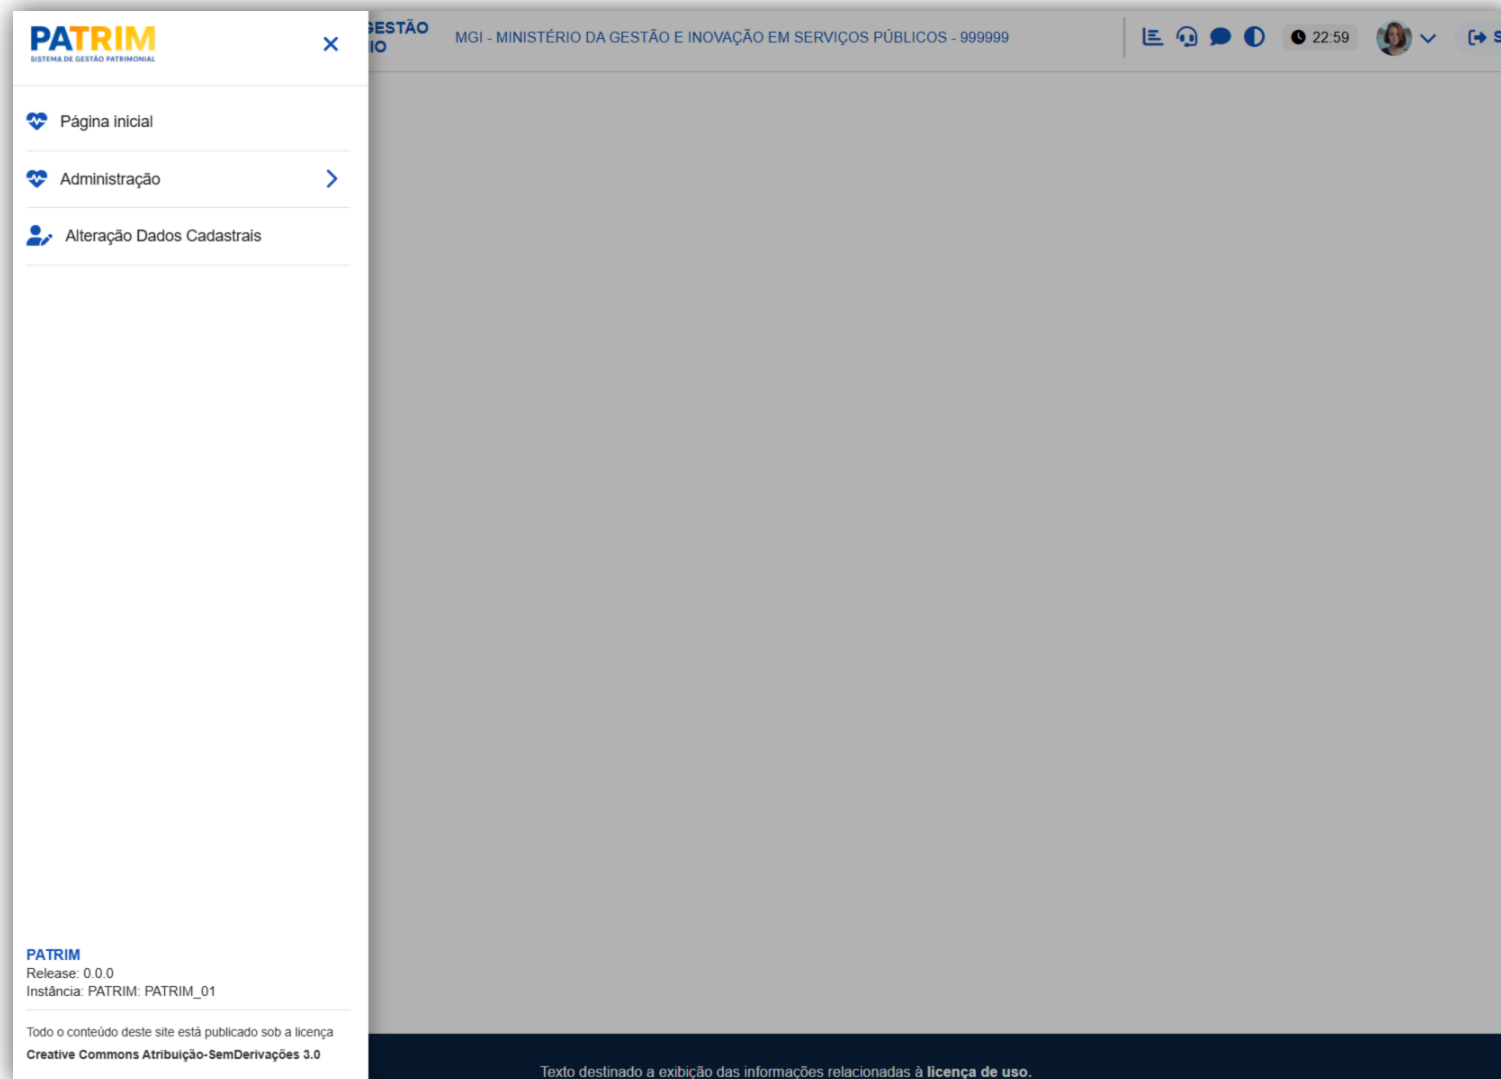 PATRIM
SISTEMA DE GESTÃO PATRIMONIAL
MGI - MINISTÉRIO DA GESTÃO E INOVAÇÃO EM SERVIÇOS PÚBLICOS - 999999
22:59
Página inicial
Administração
Alteração Dados Cadastrais
PATRIM
Release: 0.0.0
Instância: PATRIM: PATRIM_01
Todo o conteúdo deste site está publicado sob a licença
Creative Commons Atribuição-SemDerivações 3.0
Texto destinado a exibição das informações relacionadas à licença de uso.